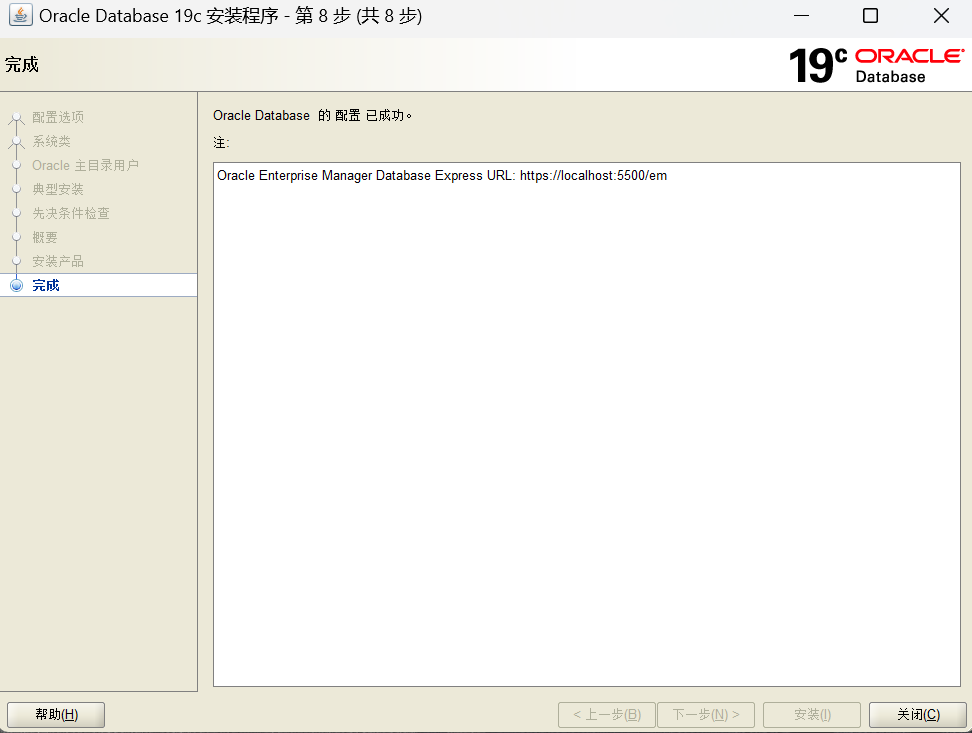 Oracle Database 19c 安装程序 - 第 8 步 (共 8 步)
完成
19c ORACLE
Database
配置选项
系统类
Oracle 主目录用户
典型安装
先决条件检查
概要
安装产品
完成
Oracle Database 的 配置 已成功。
注:
Oracle Enterprise Manager Database Express URL: https://localhost:5500/em
帮助(H)
< 上一步(B)
下一步(N) >
安装(I)
关闭(C)